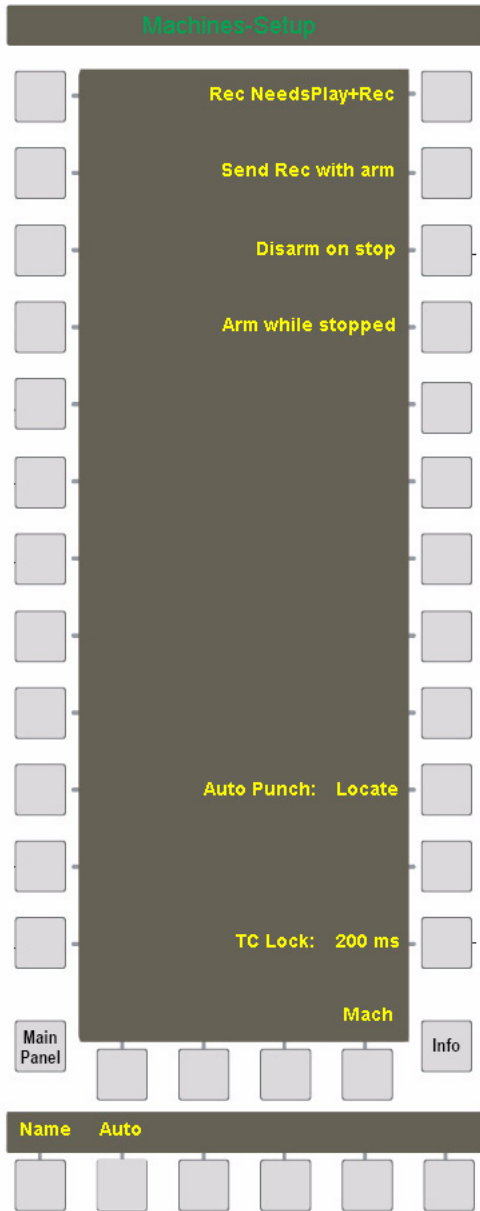 Machines-Setup
Rec NeedsPlay+Rec
Send Rec with arm
Disarm on stop
Arm while stopped
Auto Punch: Locate
TC Lock: 200 ms
Mach
Main
Panel
Info
Name Auto